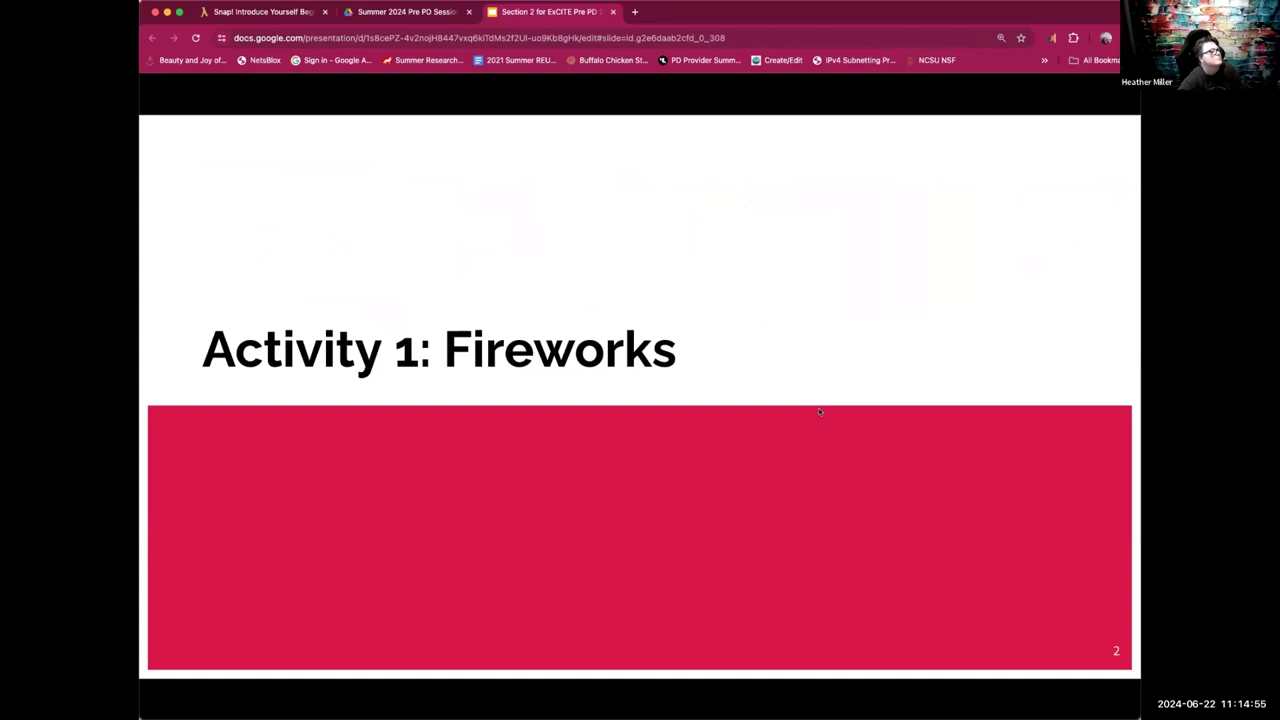 Snap! Introduce Yourself Beg
Summer 2024 Pre PD Session
Section 2 for ExCITE Pre PD 2
docs.google.com/presentation/d/1s8cePZ-4v2nojH8447vxq6kiTdMs2f2Ul-uo9Kb8gHk/edit#slide=id.g2e6daab2cfd_0_308
Beauty and Joy of...
NetsBlox
Sign in - Google A...
Summer Research...
2021 Summer REU...
Buffalo Chicken St...
PD Provider Summ...
Create/Edit
IPv4 Subnetting Pr...
NCSU NSF
»
All Bookma
Heather Miller
Activity 1: Fireworks
2
2024-06-22 11:14:55